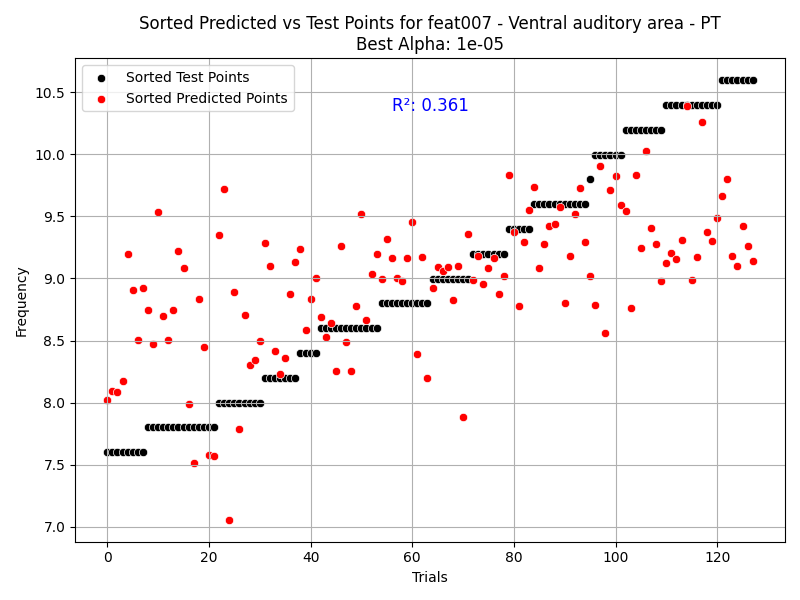 Sorted Predicted vs Test Points for feat007 - Ventral auditory area - PT
Best Alpha: 1e-05
Sorted Test Points
Sorted Predicted Points
R²: 0.361
Frequency
10.5
10.0
9.5
9.0
8.5
8.0
7.5
7.0
0 20 40 60 80 100 120
Trials